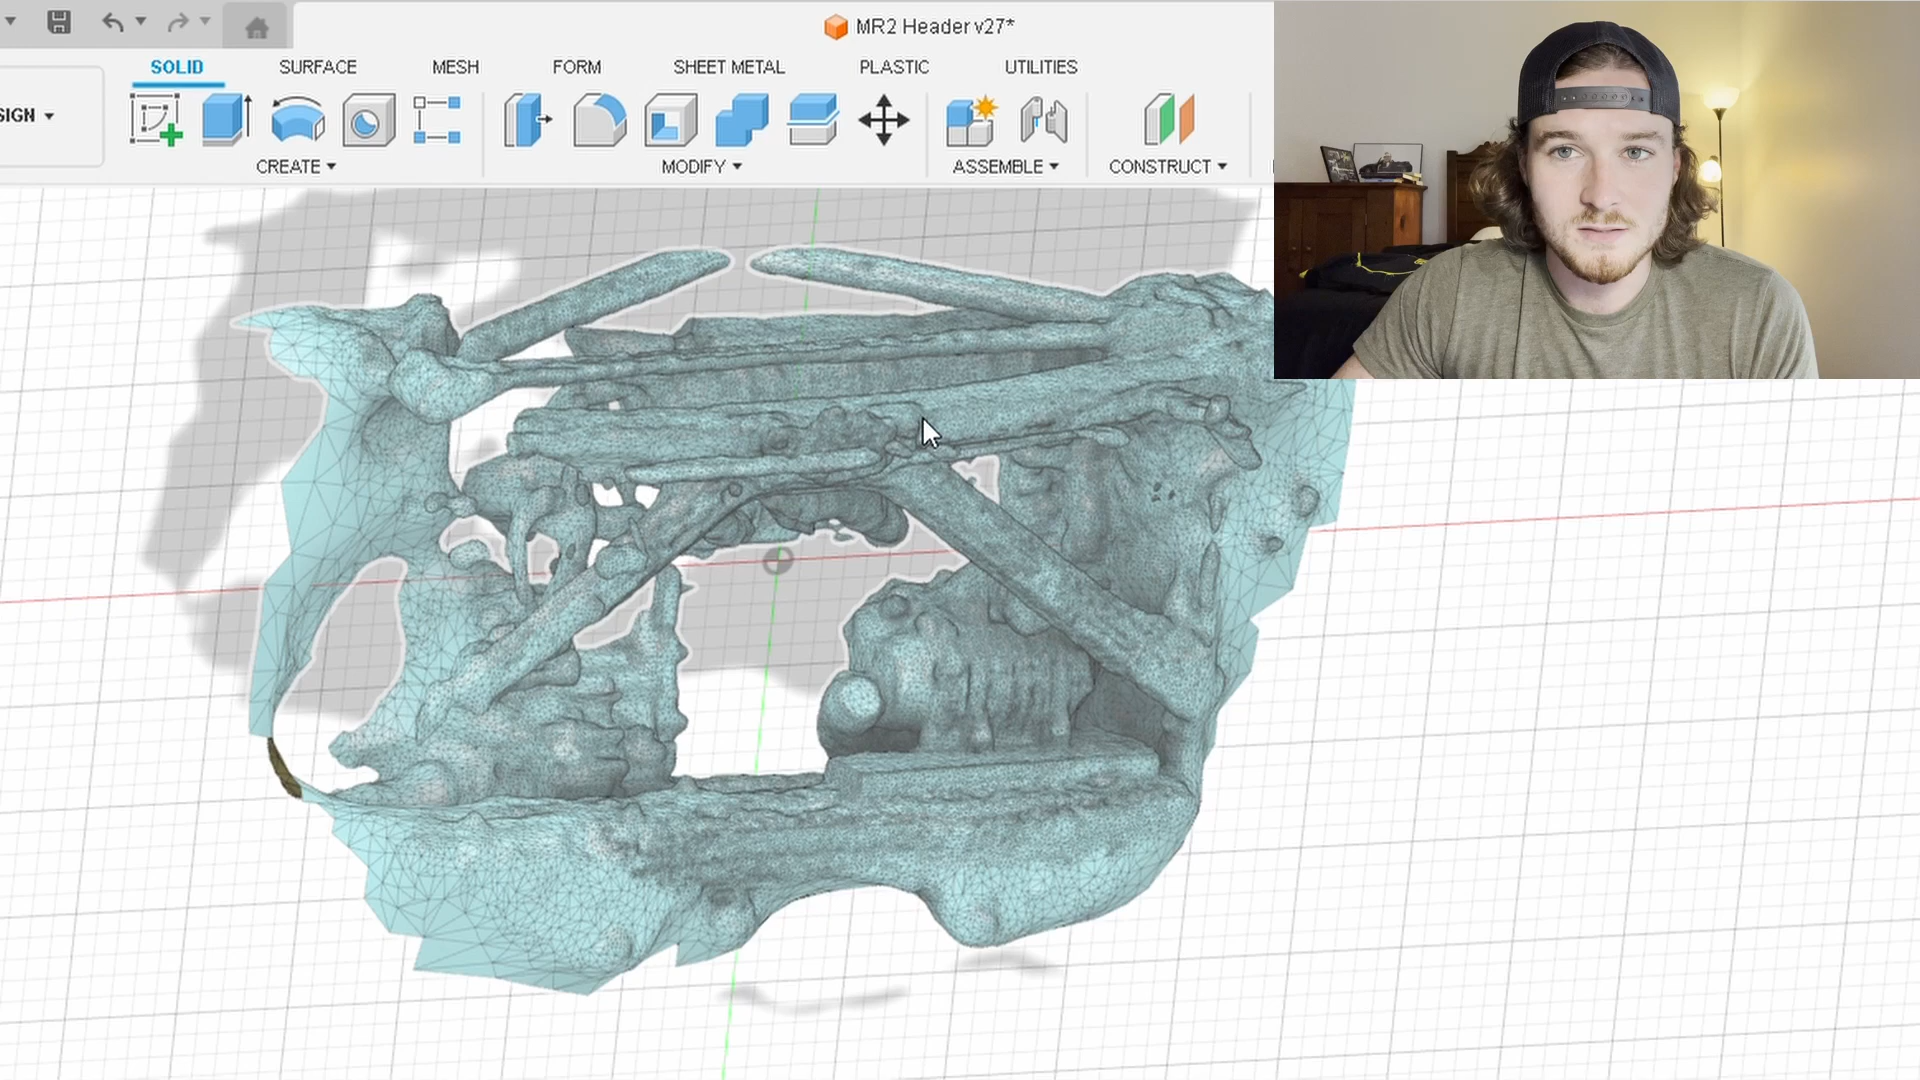 MR2 Header v27*
SOLID SURFACE MESH FORM SHEET METAL PLASTIC UTILITIES
SIGN
CREATE MODIFY ASSEMBLE CONSTRUCT